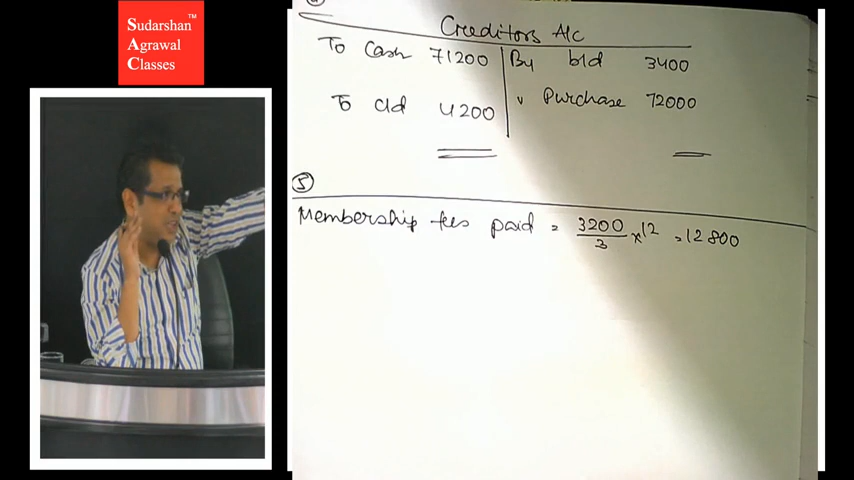 Sudarshan™
Agrawal
Classes
Creditors A/c
To Cash 71200 By b/d 3400
To c/d 4200 " Purchase 72000
5
Membership fees paid = 3200/3 x 12 = 12800